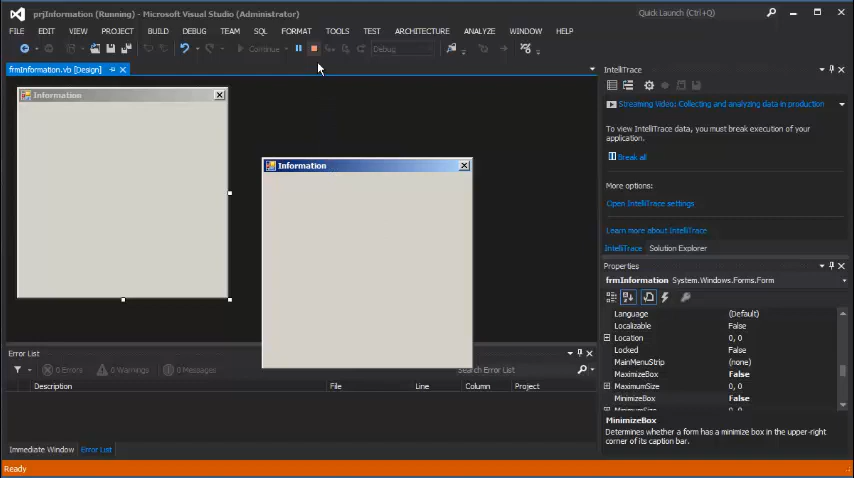 prjInformation (Running) - Microsoft Visual Studio (Administrator)
Quick Launch (Ctrl+Q)
FILE EDIT VIEW PROJECT BUILD DEBUG TEAM SQL FORMAT TOOLS TEST ARCHITECTURE ANALYZE WINDOW HELP
Continue
Debug
frmInformation.vb [Design]
Information
Information
IntelliTrace
Streaming Video: Collecting and analyzing data in production
To view IntelliTrace data, you must break execution of your
application.
Break all
More options:
Open IntelliTrace settings
Learn more about IntelliTrace
IntelliTrace Solution Explorer
Properties
frmInformation System.Windows.Forms.Form
Language (Default)
Localizable False
Location 0, 0
Locked False
MainMenuStrip (none)
MaximizeBox False
MaximumSize 0, 0
MinimizeBox False
MinimumSize 0, 0
MinimizeBox
Determines whether a form has a minimize box in the upper-right
corner of its caption bar.
Error List
0 Errors 0 Warnings 0 Messages
Search Error List
Description File Line Column Project
Immediate Window Error List
Ready